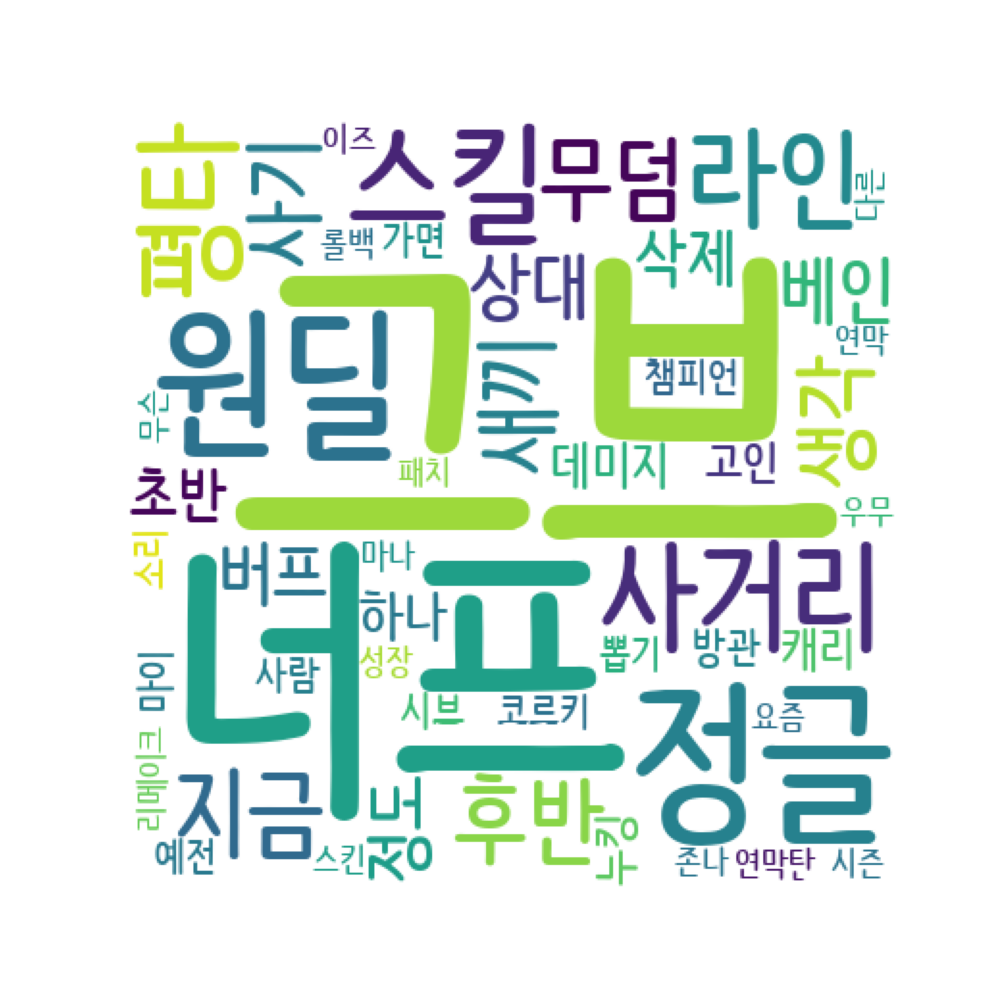 이즈
평타
사기
스킬
무덤
라인
다른
롤백
가면
상대
삭제
베인
그브
원딜
새끼
챔피언
연막
무슨
생각
패치
데미지
고인
초반
우무
소리
버프
마나
너프
사거리
하나
성장
사람
뽑기
방관
캐리
마이
시브
코르키
정글
요즘
리메이크
지금
정도
후반
누킹
예전
스킨
존나
연막탄
시즌